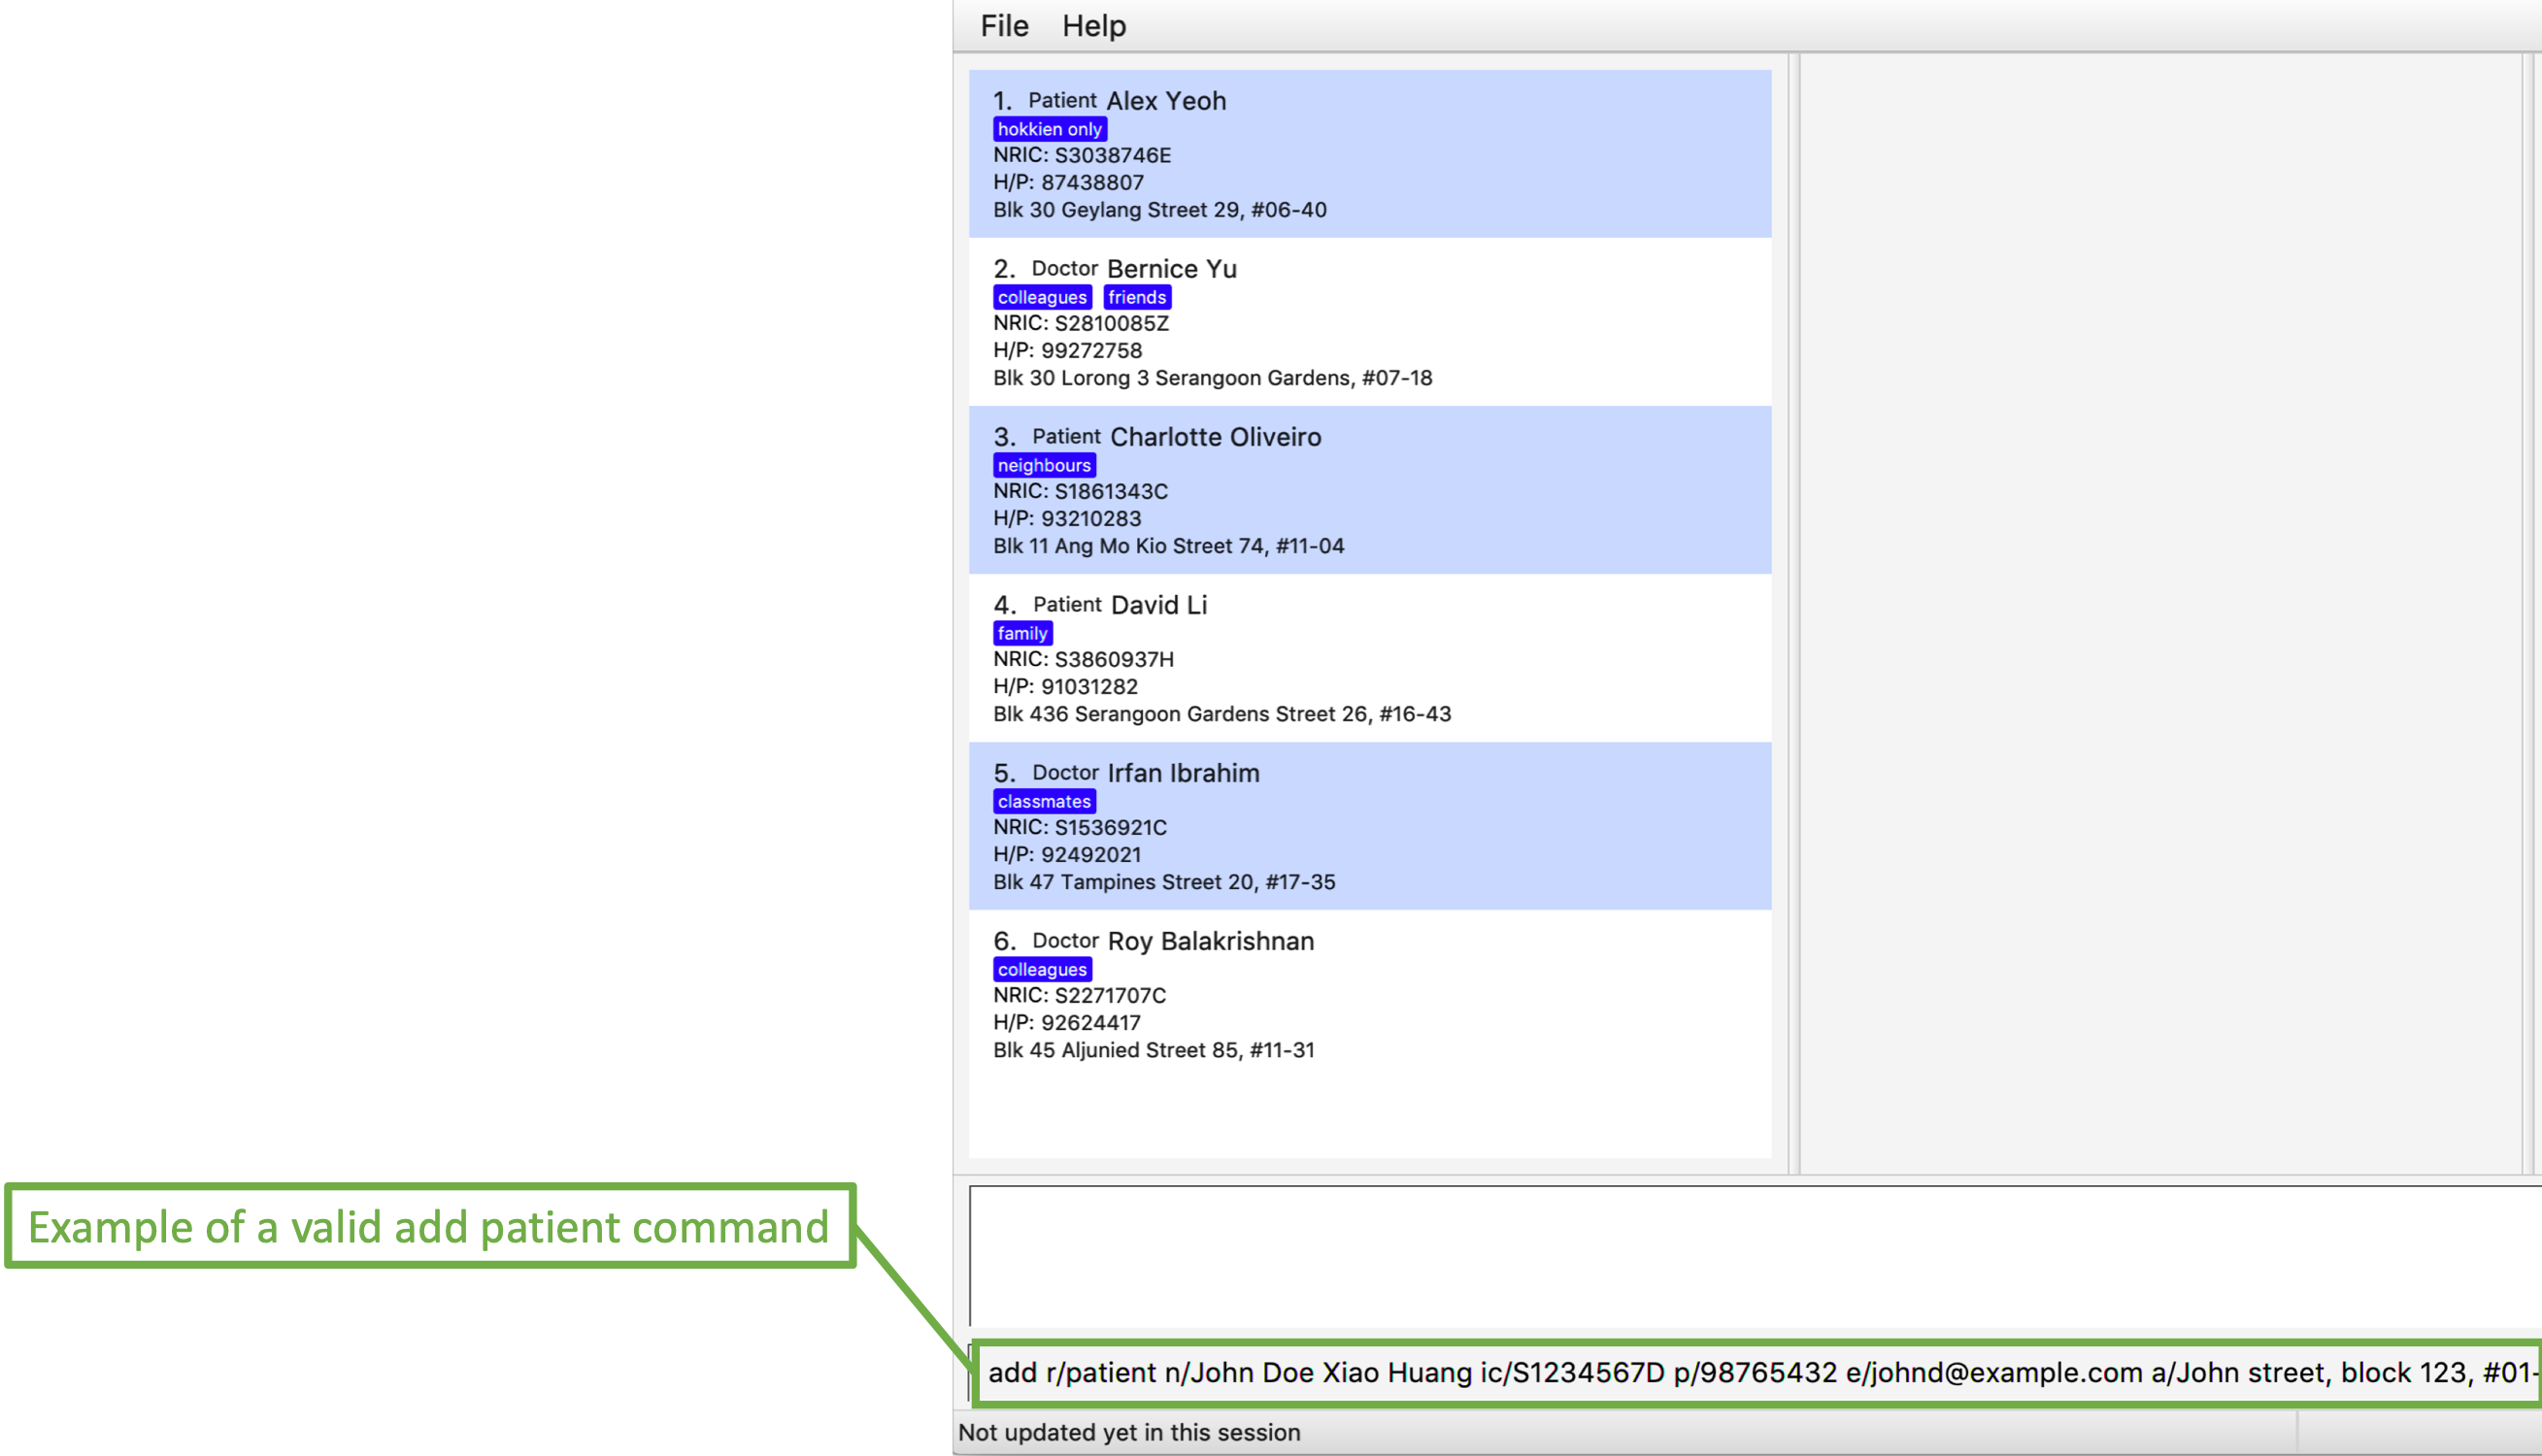 File Help
1. Patient Alex Yeoh
hokkien only
NRIC: S3038746E
H/P: 87438807
Blk 30 Geylang Street 29, #06-40
2. Doctor Bernice Yu
colleagues friends
NRIC: S2810085Z
H/P: 99272758
Blk 30 Lorong 3 Serangoon Gardens, #07-18
3. Patient Charlotte Oliveiro
neighbours
NRIC: S1861343C
H/P: 93210283
Blk 11 Ang Mo Kio Street 74, #11-04
4. Patient David Li
family
NRIC: S3860937H
H/P: 91031282
Blk 436 Serangoon Gardens Street 26, #16-43
5. Doctor Irfan Ibrahim
classmates
NRIC: S1536921C
H/P: 92492021
Blk 47 Tampines Street 20, #17-35
6. Doctor Roy Balakrishnan
colleagues
NRIC: S2271707C
H/P: 92624417
Blk 45 Aljunied Street 85, #11-31
Example of a valid add patient command
add r/patient n/John Doe Xiao Huang ic/S1234567D p/98765432 e/johnd@example.com a/John street, block 123, #01-
Not updated yet in this session